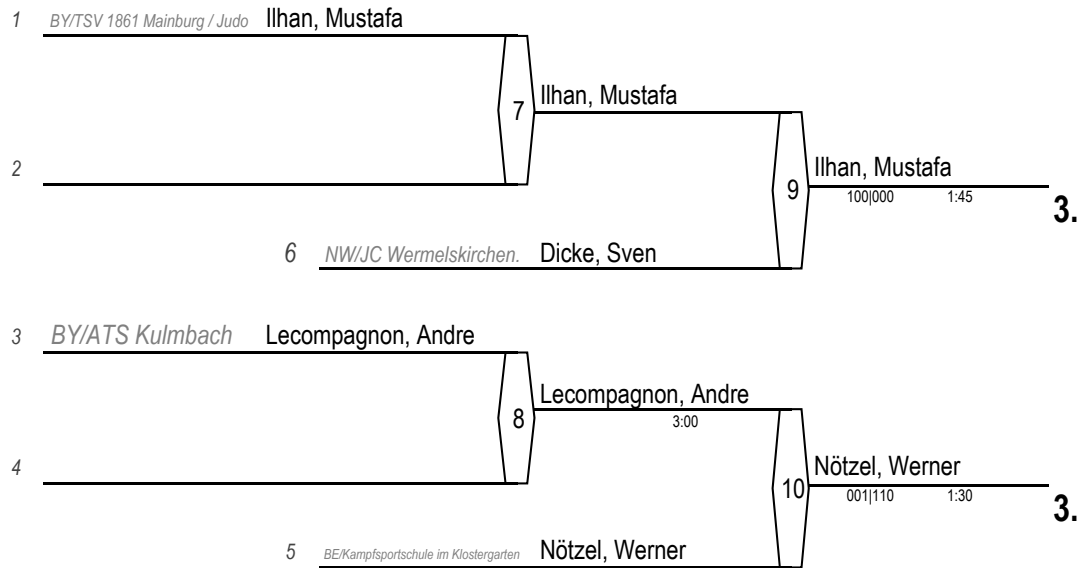 1 BY/TSV 1861 Mainburg / Judo Ilhan, Mustafa
7 Ilhan, Mustafa
2
9 Ilhan, Mustafa
100|000 1:45
3.
6 NW/JC Wermelskirchen. Dicke, Sven
3 BY/ATS Kulmbach Lecompagnon, Andre
8 Lecompagnon, Andre
3:00
4
10 Nötzel, Werner
001|110 1:30
3.
5 BE/Kampfsportschule im Klostergarten Nötzel, Werner